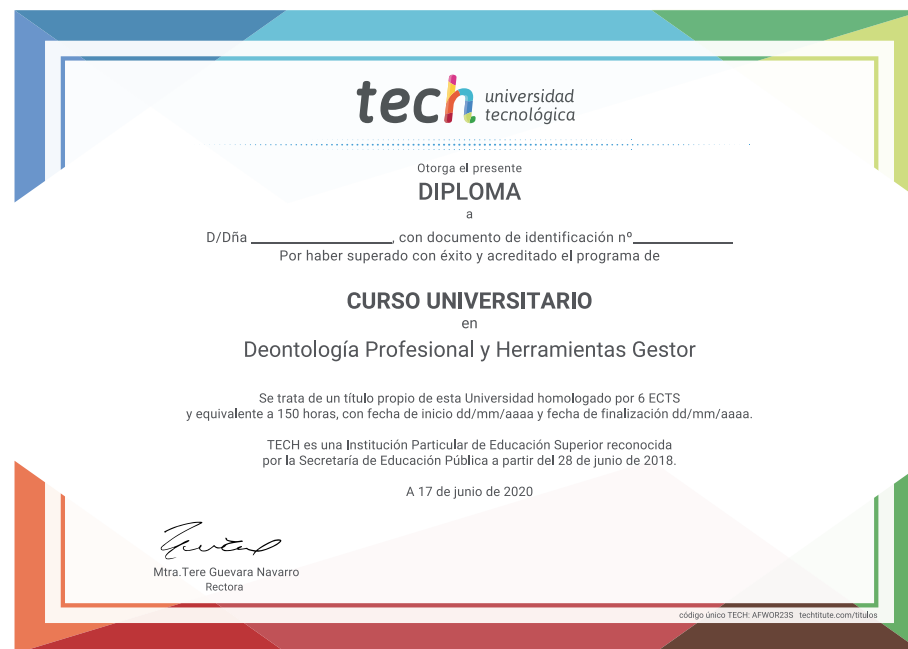 tech universidad
tecnológica
Otorga el presente
DIPLOMA
a
D/Dña ____________________, con documento de identificación nº______________
Por haber superado con éxito y acreditado el programa de
CURSO UNIVERSITARIO
en
Deontología Profesional y Herramientas Gestor
Se trata de un título propio de esta Universidad homologado por 6 ECTS
y equivalente a 150 horas, con fecha de inicio dd/mm/aaaa y fecha de finalización dd/mm/aaaa.
TECH es una Institución Particular de Educación Superior reconocida
por la Secretaría de Educación Pública a partir del 28 de junio de 2018.
A 17 de junio de 2020
Mtra.Tere Guevara Navarro
Rectora
código único TECH: AFWOR23S techtitute.com/titulos